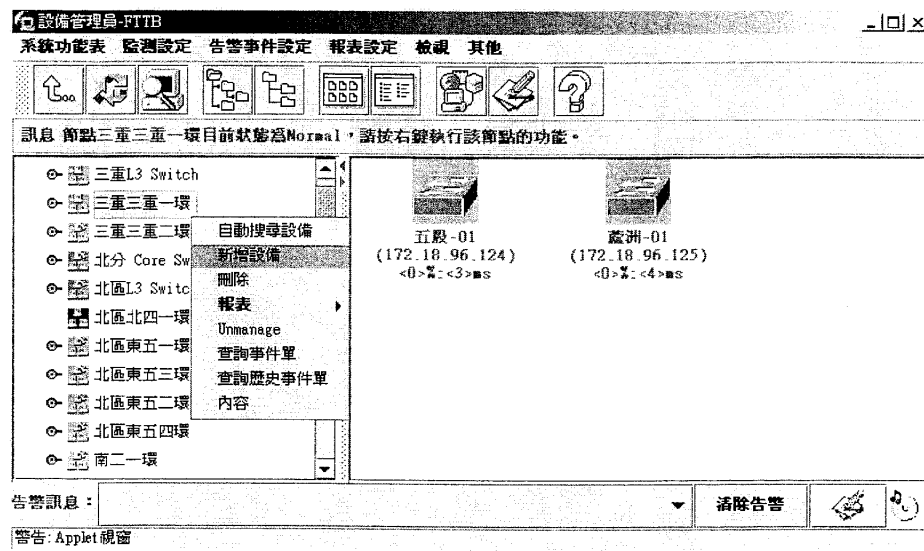 設備管理員-FTTB
系統功能表 監測設定 告警事件設定 報表設定 檢視 其他
訊息 節點三重三重一環目前狀態為Normal，請按右鍵執行該節點的功能。
三重L3 Switch
三重三重一環
三重三重二環
北分 Core Sw
北區L3 Switc
北區北四一環
北區東五一環
北區東五三環
北區東五二環
北區東五四環
南二一環
自動搜尋設備
新增設備
刪除
報表
Unmanage
查詢事件單
查詢歷史事件單
內容
五股-01
(172.18.96.124)
<0>%:<3>ms
蘆洲-01
(172.18.96.125)
<0>%:<4>ms
告警訊息：
清除告警
警告: Applet 視窗